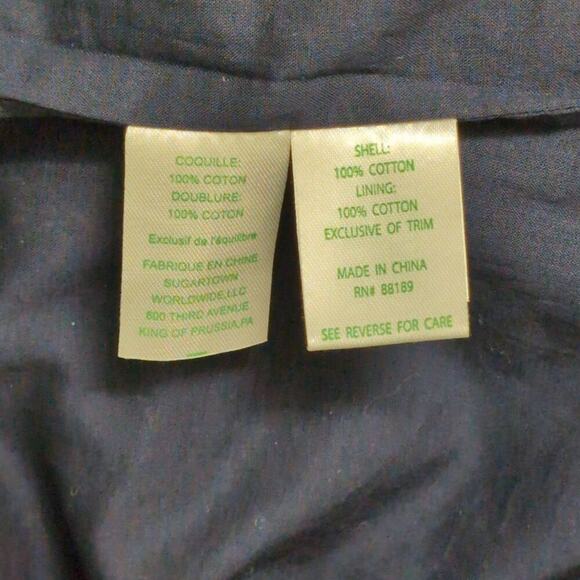 COQUILLE:
100% COTON
DOUBLURE:
100% COTON
Exclusif de l'équilibre
FABRIQUE EN CHINE
SUGARTOWN
WORLDWIDE,LLC
800 THIRD AVENUE
KING OF PRUSSIA,PA
SHELL:
100% COTTON
LINING:
100% COTTON
EXCLUSIVE OF TRIM
MADE IN CHINA
RN# 88189
SEE REVERSE FOR CARE